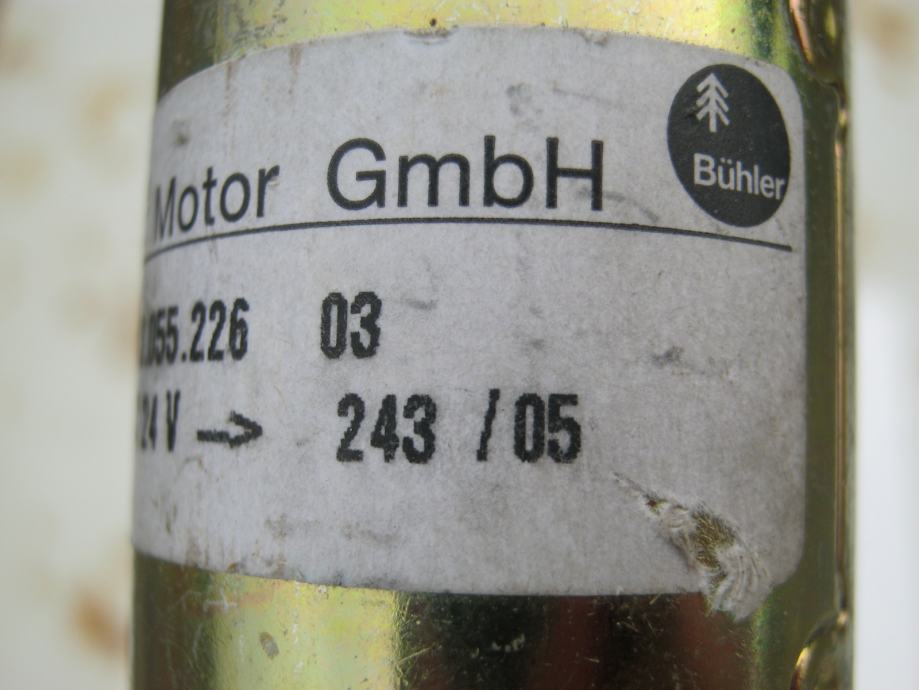 Motor GmbH
Bühler
.055.226 03
24 V → 243 /05